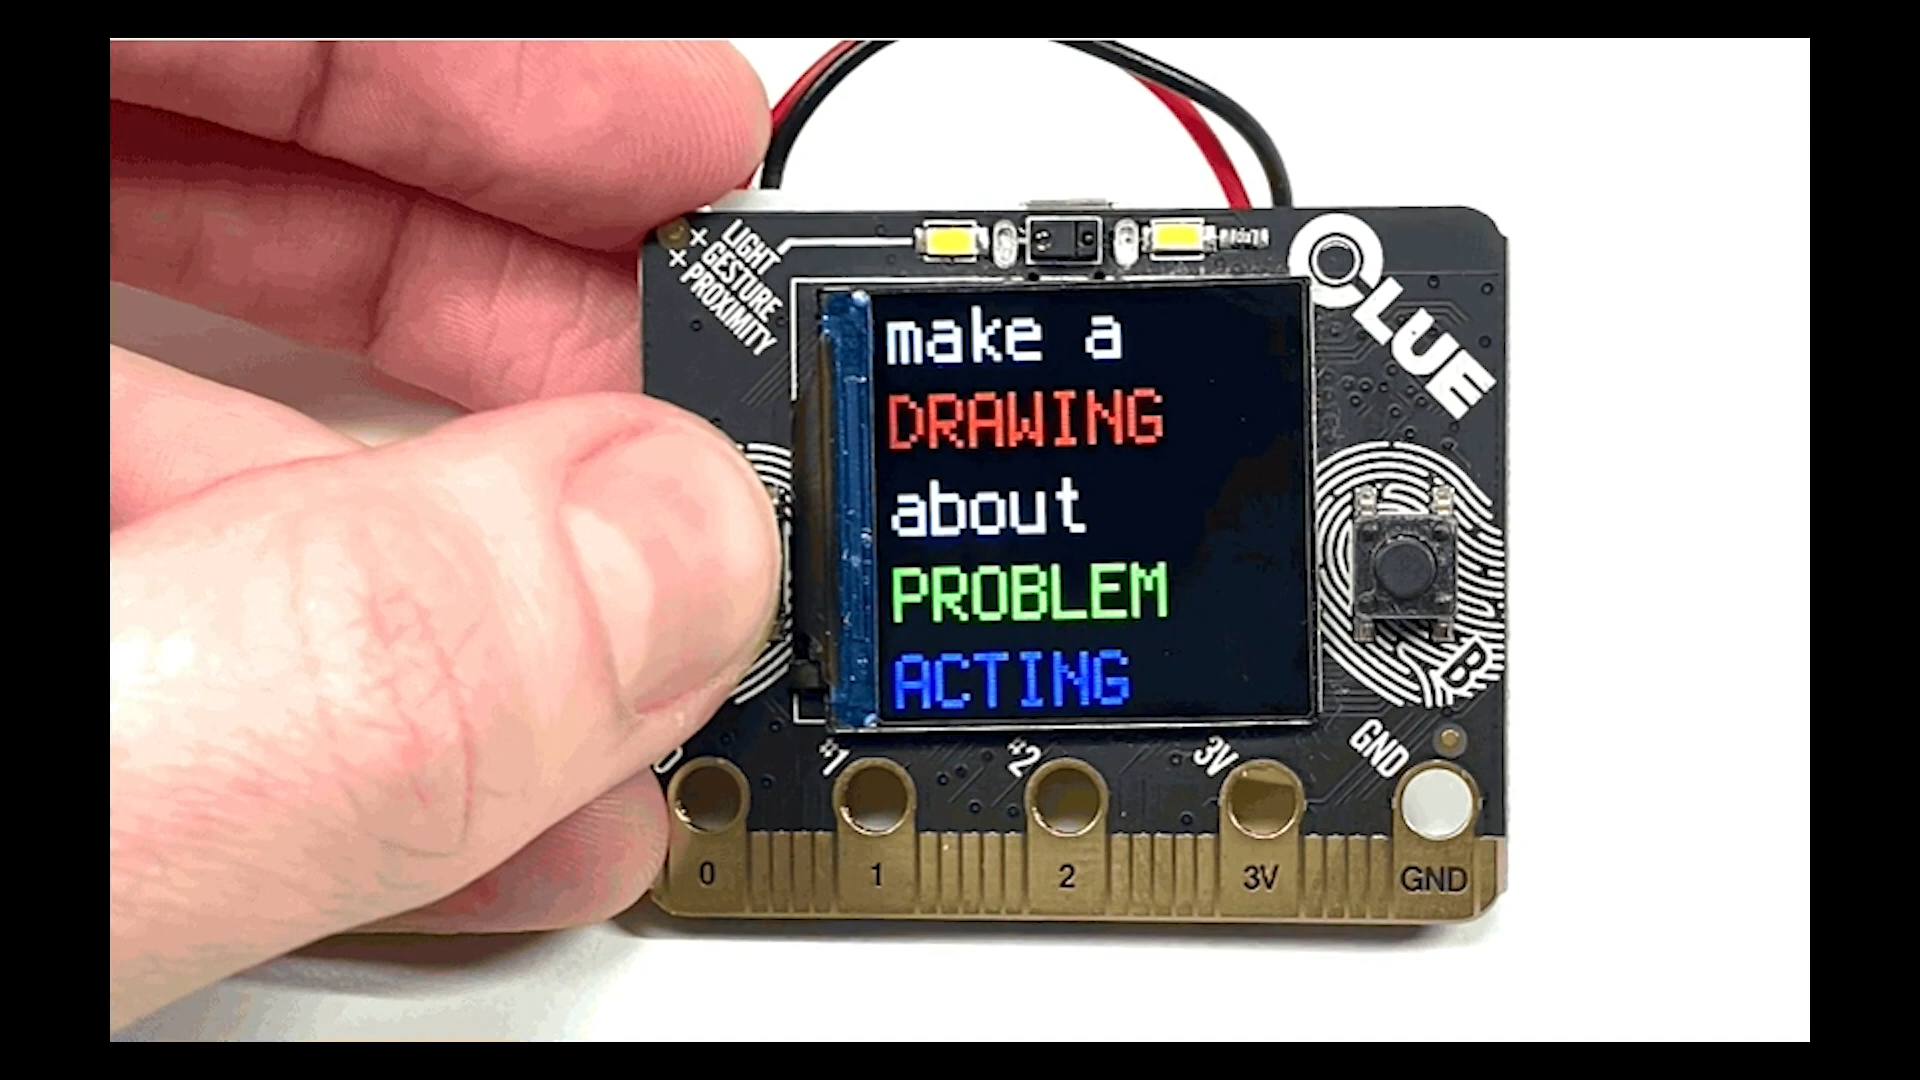 + LIGHT
+ GESTURE
+ PROXIMITY
CLUE
make a
DRAWING
about
PROBLEM
ACTING
B
#1
#2
3V
GND
0
1
2
3V
GND